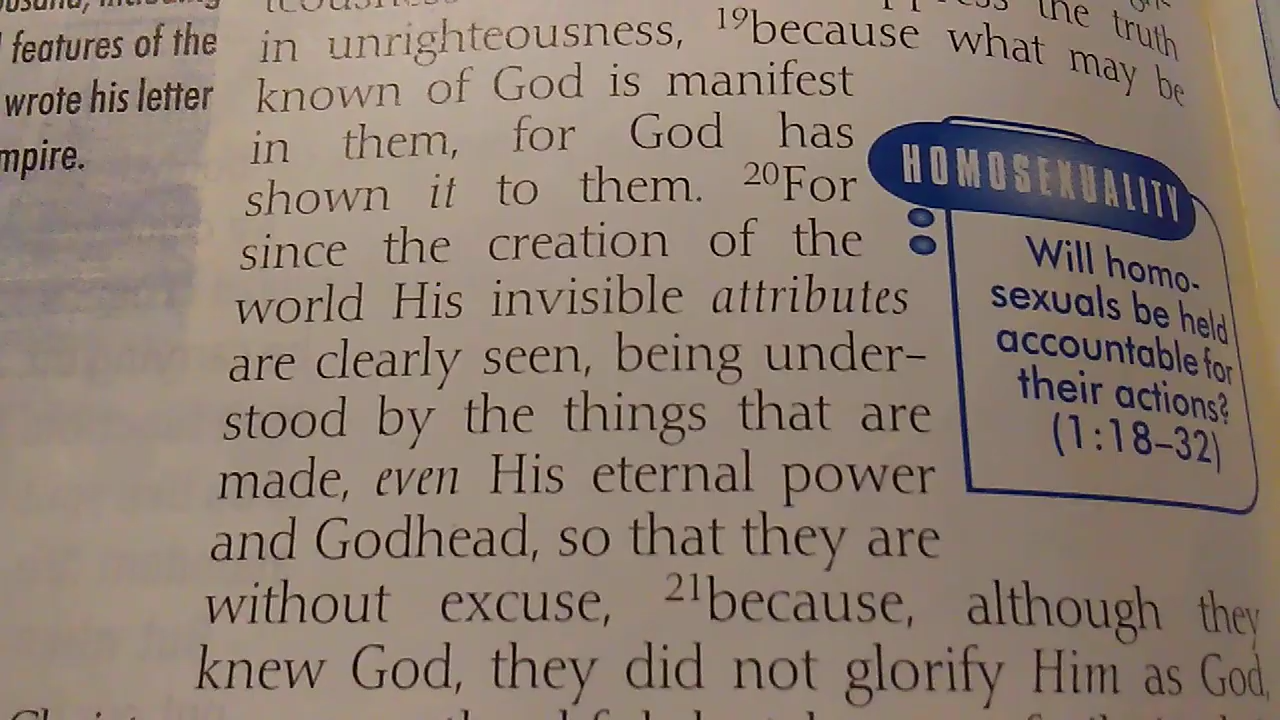 features of the
wrote his letter
mpire.
in unrighteousness, 19because what may be
known of God is manifest
in them, for God has
shown it to them. 20For
since the creation of the
world His invisible attributes
are clearly seen, being under-
stood by the things that are
made, even His eternal power
and Godhead, so that they are
without excuse, 21because, although they
knew God, they did not glorify Him as God,
the truth
HOMOSEXUALITY
Will homo-
sexuals be held
accountable for
their actions?
(1:18–32)